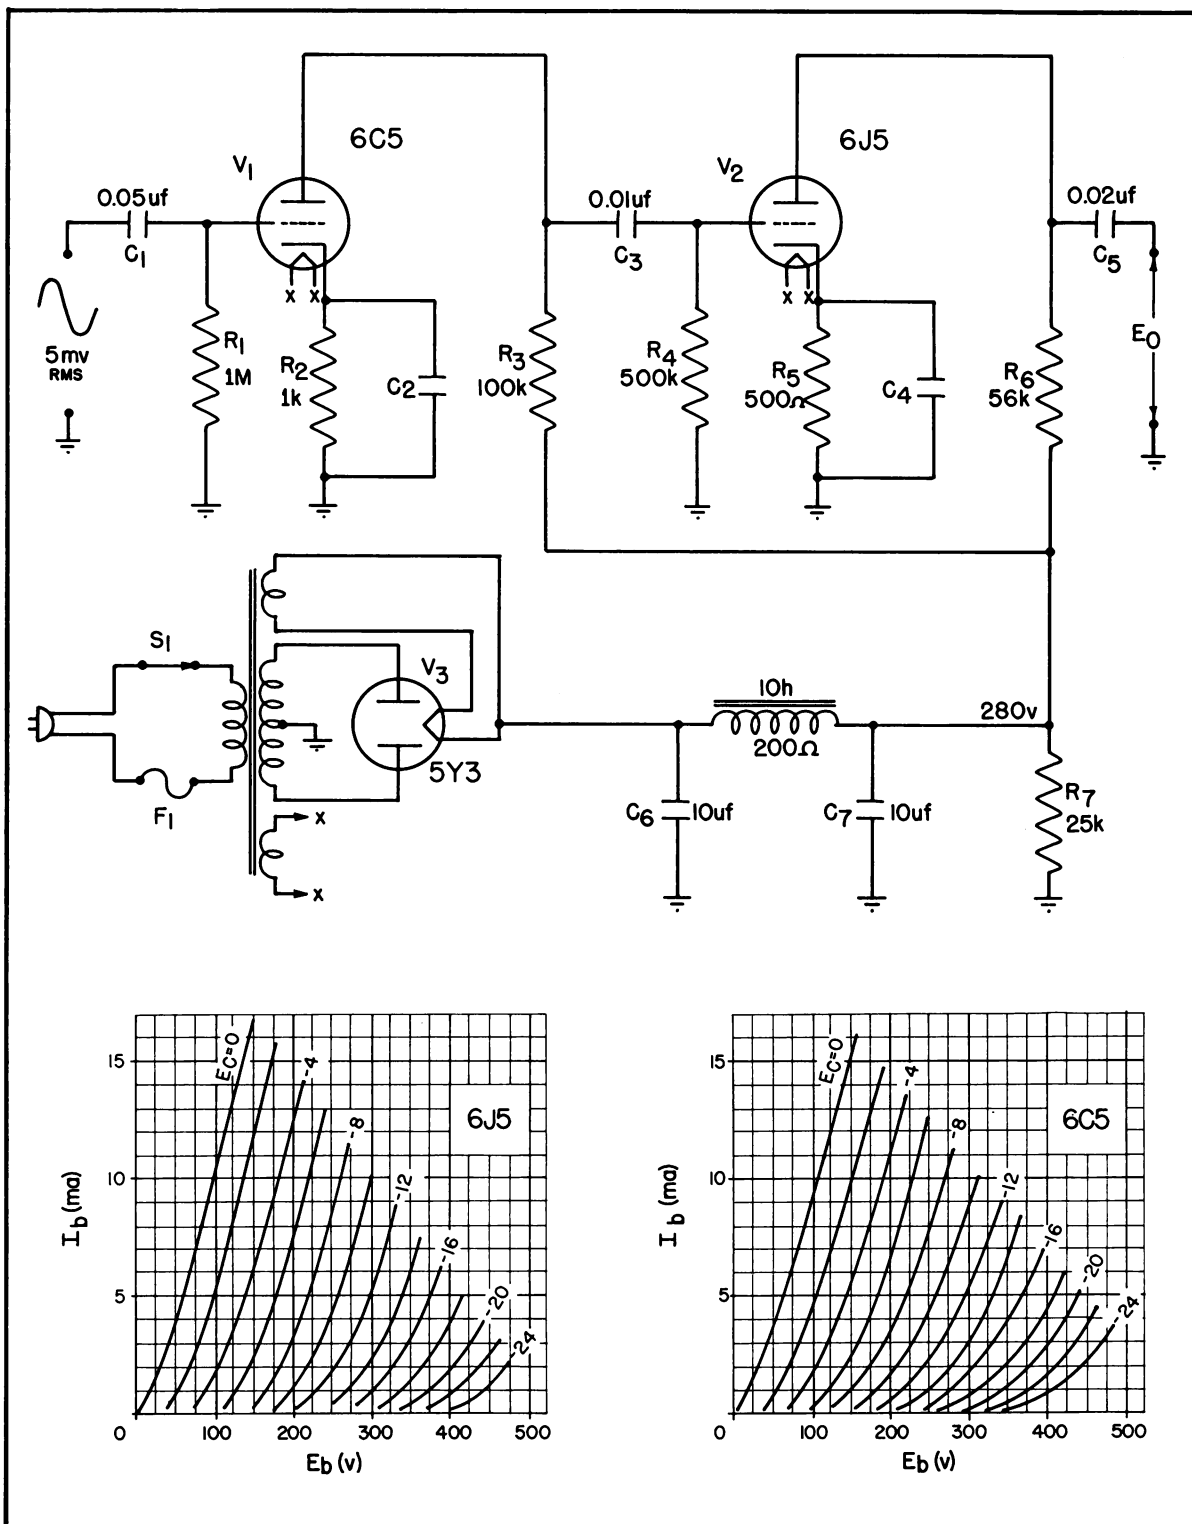 6C5
6J5
V1
V2
0.05uf
C1
0.01uf
C3
0.02uf
C5
X X
X X
5mv
RMS
R1
1M
R2
1k
C2
R3
100k
R4
500k
R5
500Ω
C4
R6
56k
EO
S1
F1
V3
5Y3
X
X
10h
200Ω
280v
C6 10uf
C7 10uf
R7
25k
EC=0
-4
-8
-12
-16
-20
-24
6J5
15
10
5
0 100 200 300 400 500
Ib (ma)
Eb (v)
EC=0
-4
-8
-12
-16
-20
-24
6C5
15
10
5
0 100 200 300 400 500
Ib (ma)
Eb (v)